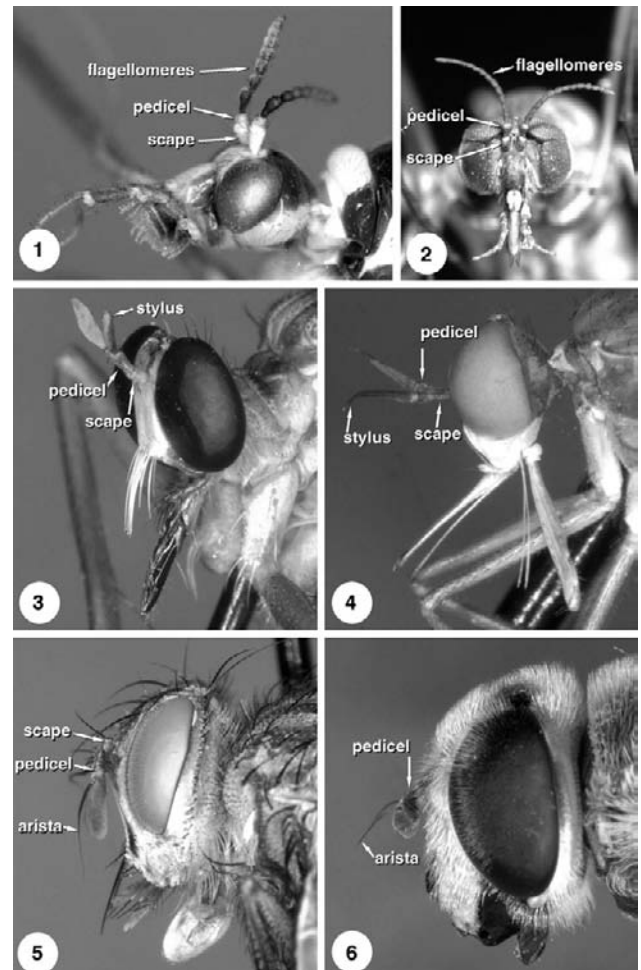 flagellomeres
pedicel
scape
1
flagellomeres
pedicel
scape
2
stylus
pedicel
scape
3
pedicel
stylus
scape
4
scape
pedicel
arista
5
pedicel
arista
6